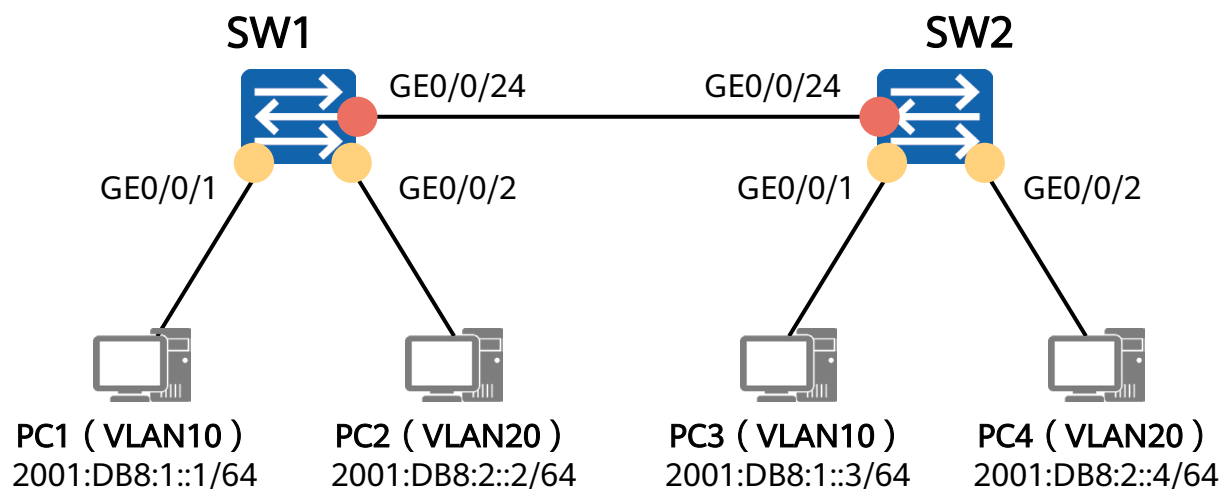 SW1
SW2
GE0/0/24
GE0/0/24
GE0/0/1
GE0/0/2
GE0/0/1
GE0/0/2
PC1（VLAN10）
2001:DB8:1::1/64
PC2（VLAN20）
2001:DB8:2::2/64
PC3（VLAN10）
2001:DB8:1::3/64
PC4（VLAN20）
2001:DB8:2::4/64